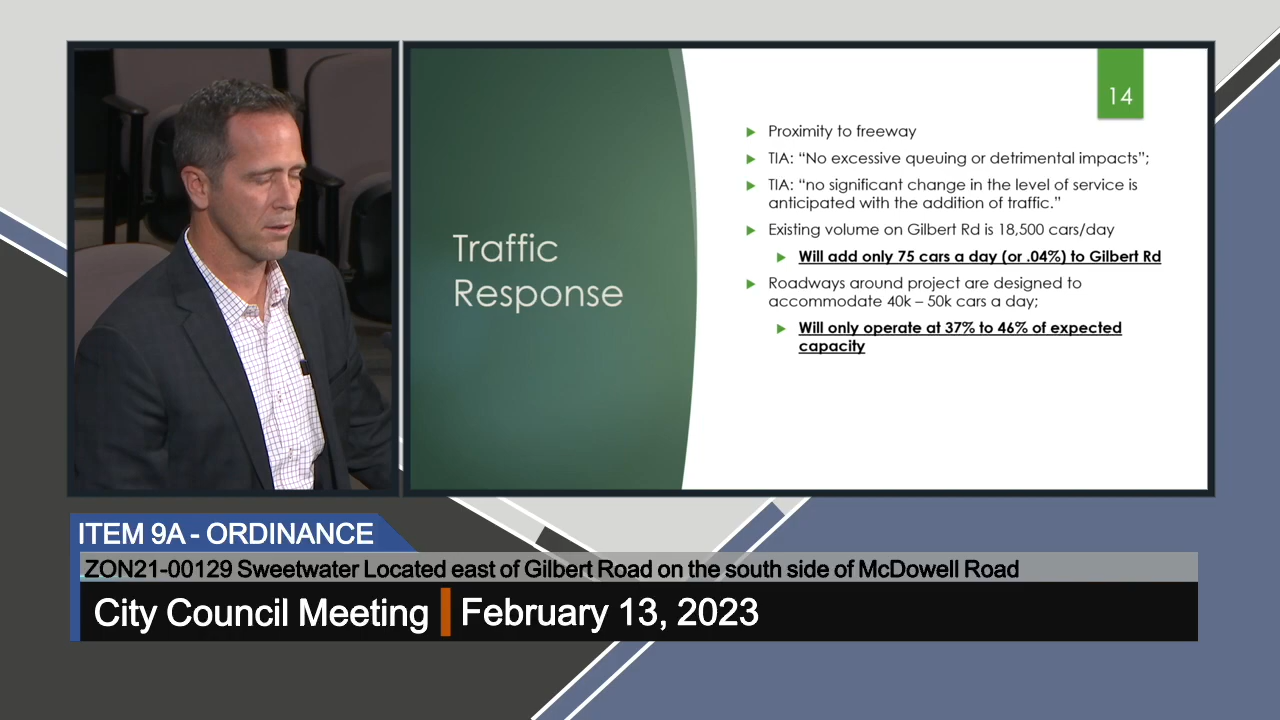 14
Traffic
Response
Proximity to freeway
TIA: “No excessive queuing or detrimental impacts”;
TIA: “no significant change in the level of service is
anticipated with the addition of traffic.”
Existing volume on Gilbert Rd is 18,500 cars/day
Will add only 75 cars a day (or .04%) to Gilbert Rd
Roadways around project are designed to
accommodate 40k – 50k cars a day;
Will only operate at 37% to 46% of expected
capacity
ITEM 9A - ORDINANCE
ZON21-00129 Sweetwater Located east of Gilbert Road on the south side of McDowell Road
City Council Meeting
February 13, 2023